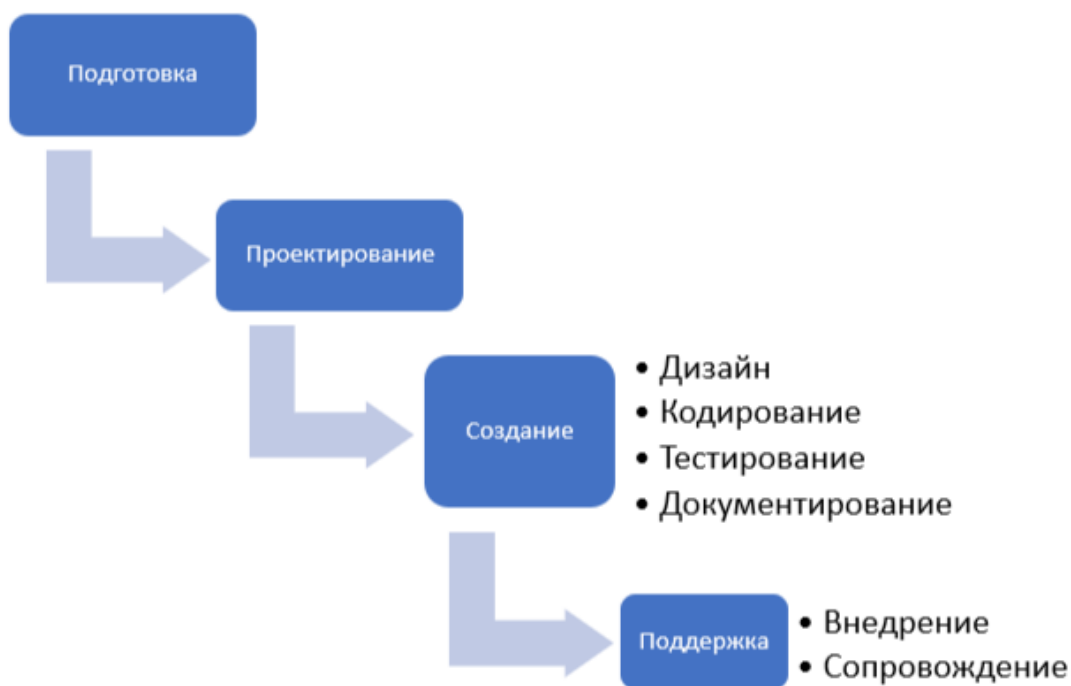 Подготовка
Проектирование
Создание
• Дизайн
• Кодирование
• Тестирование
• Документирование
Поддержка
• Внедрение
• Сопровождение